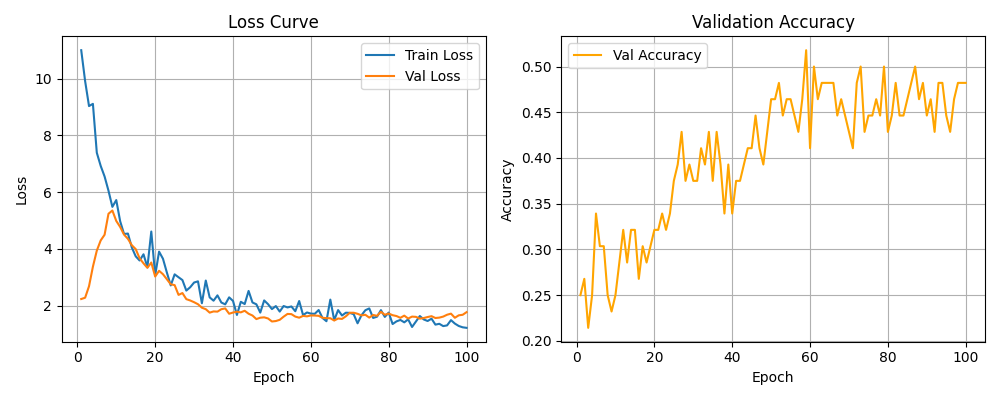 Loss Curve
Train Loss
Val Loss
10
8
6
4
2
Loss
0
20
40
60
80
100
Epoch
Validation Accuracy
Val Accuracy
0.50
0.45
0.40
0.35
0.30
0.25
0.20
Accuracy
0
20
40
60
80
100
Epoch